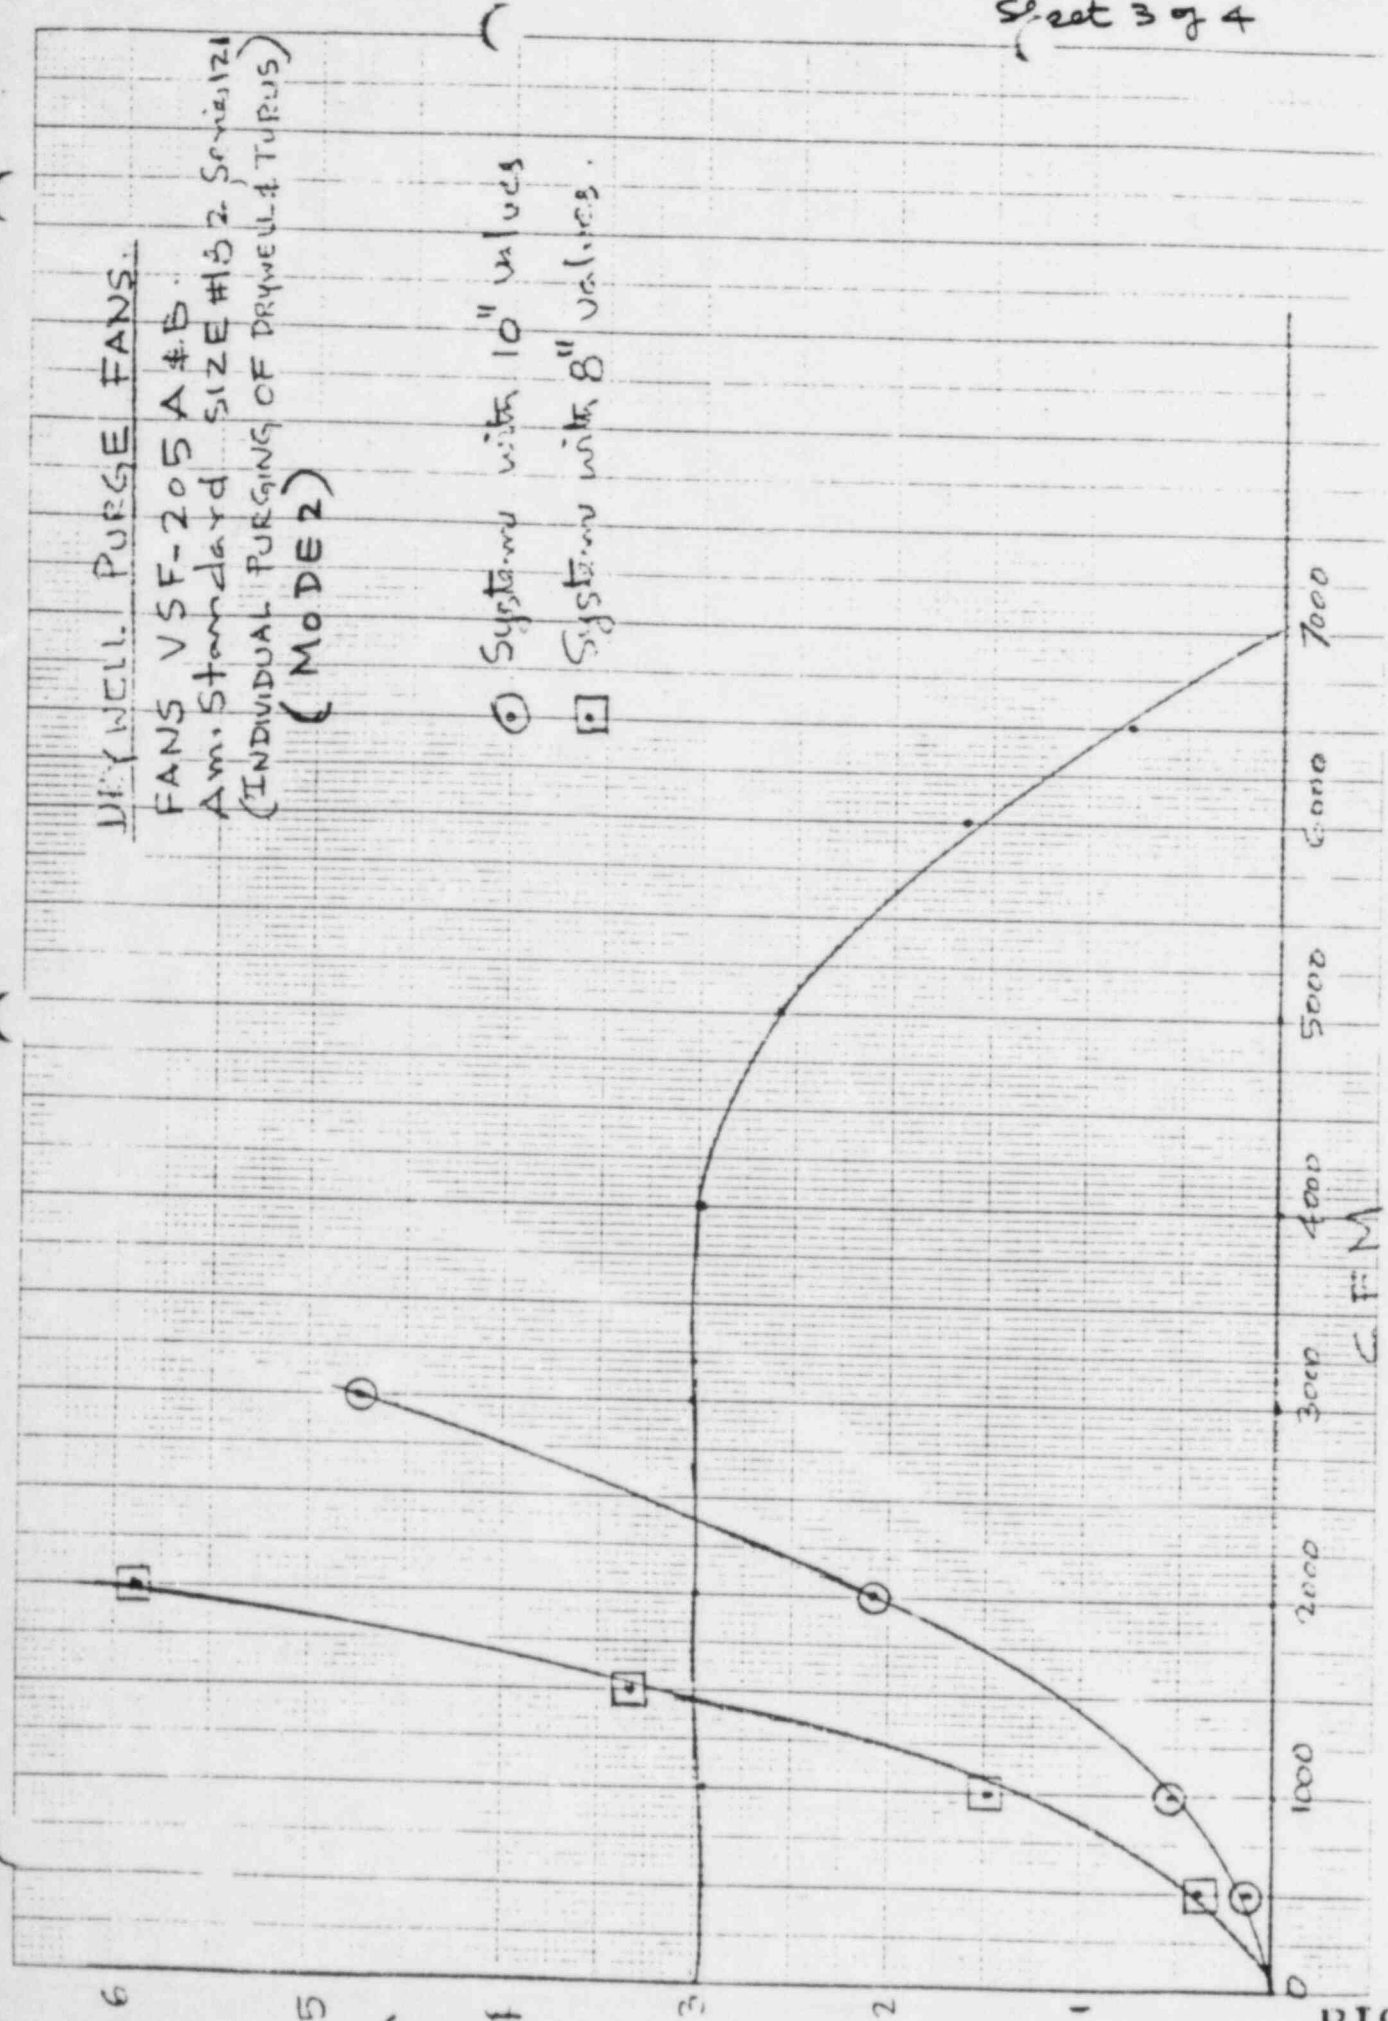 Sheet 3 of 4
DRYWELL PURGE FANS.
FANS VSF-205 A & B.
Am. Standard SIZE #132 Series 121
(INDIVIDUAL PURGING OF DRYWELL & TORUS)
(MODE 2)
System with 10" valves
System with 8" valves.
6
5
4
3
2
1
0
1000
2000
3000
4000
5000
6000
7000
CFM